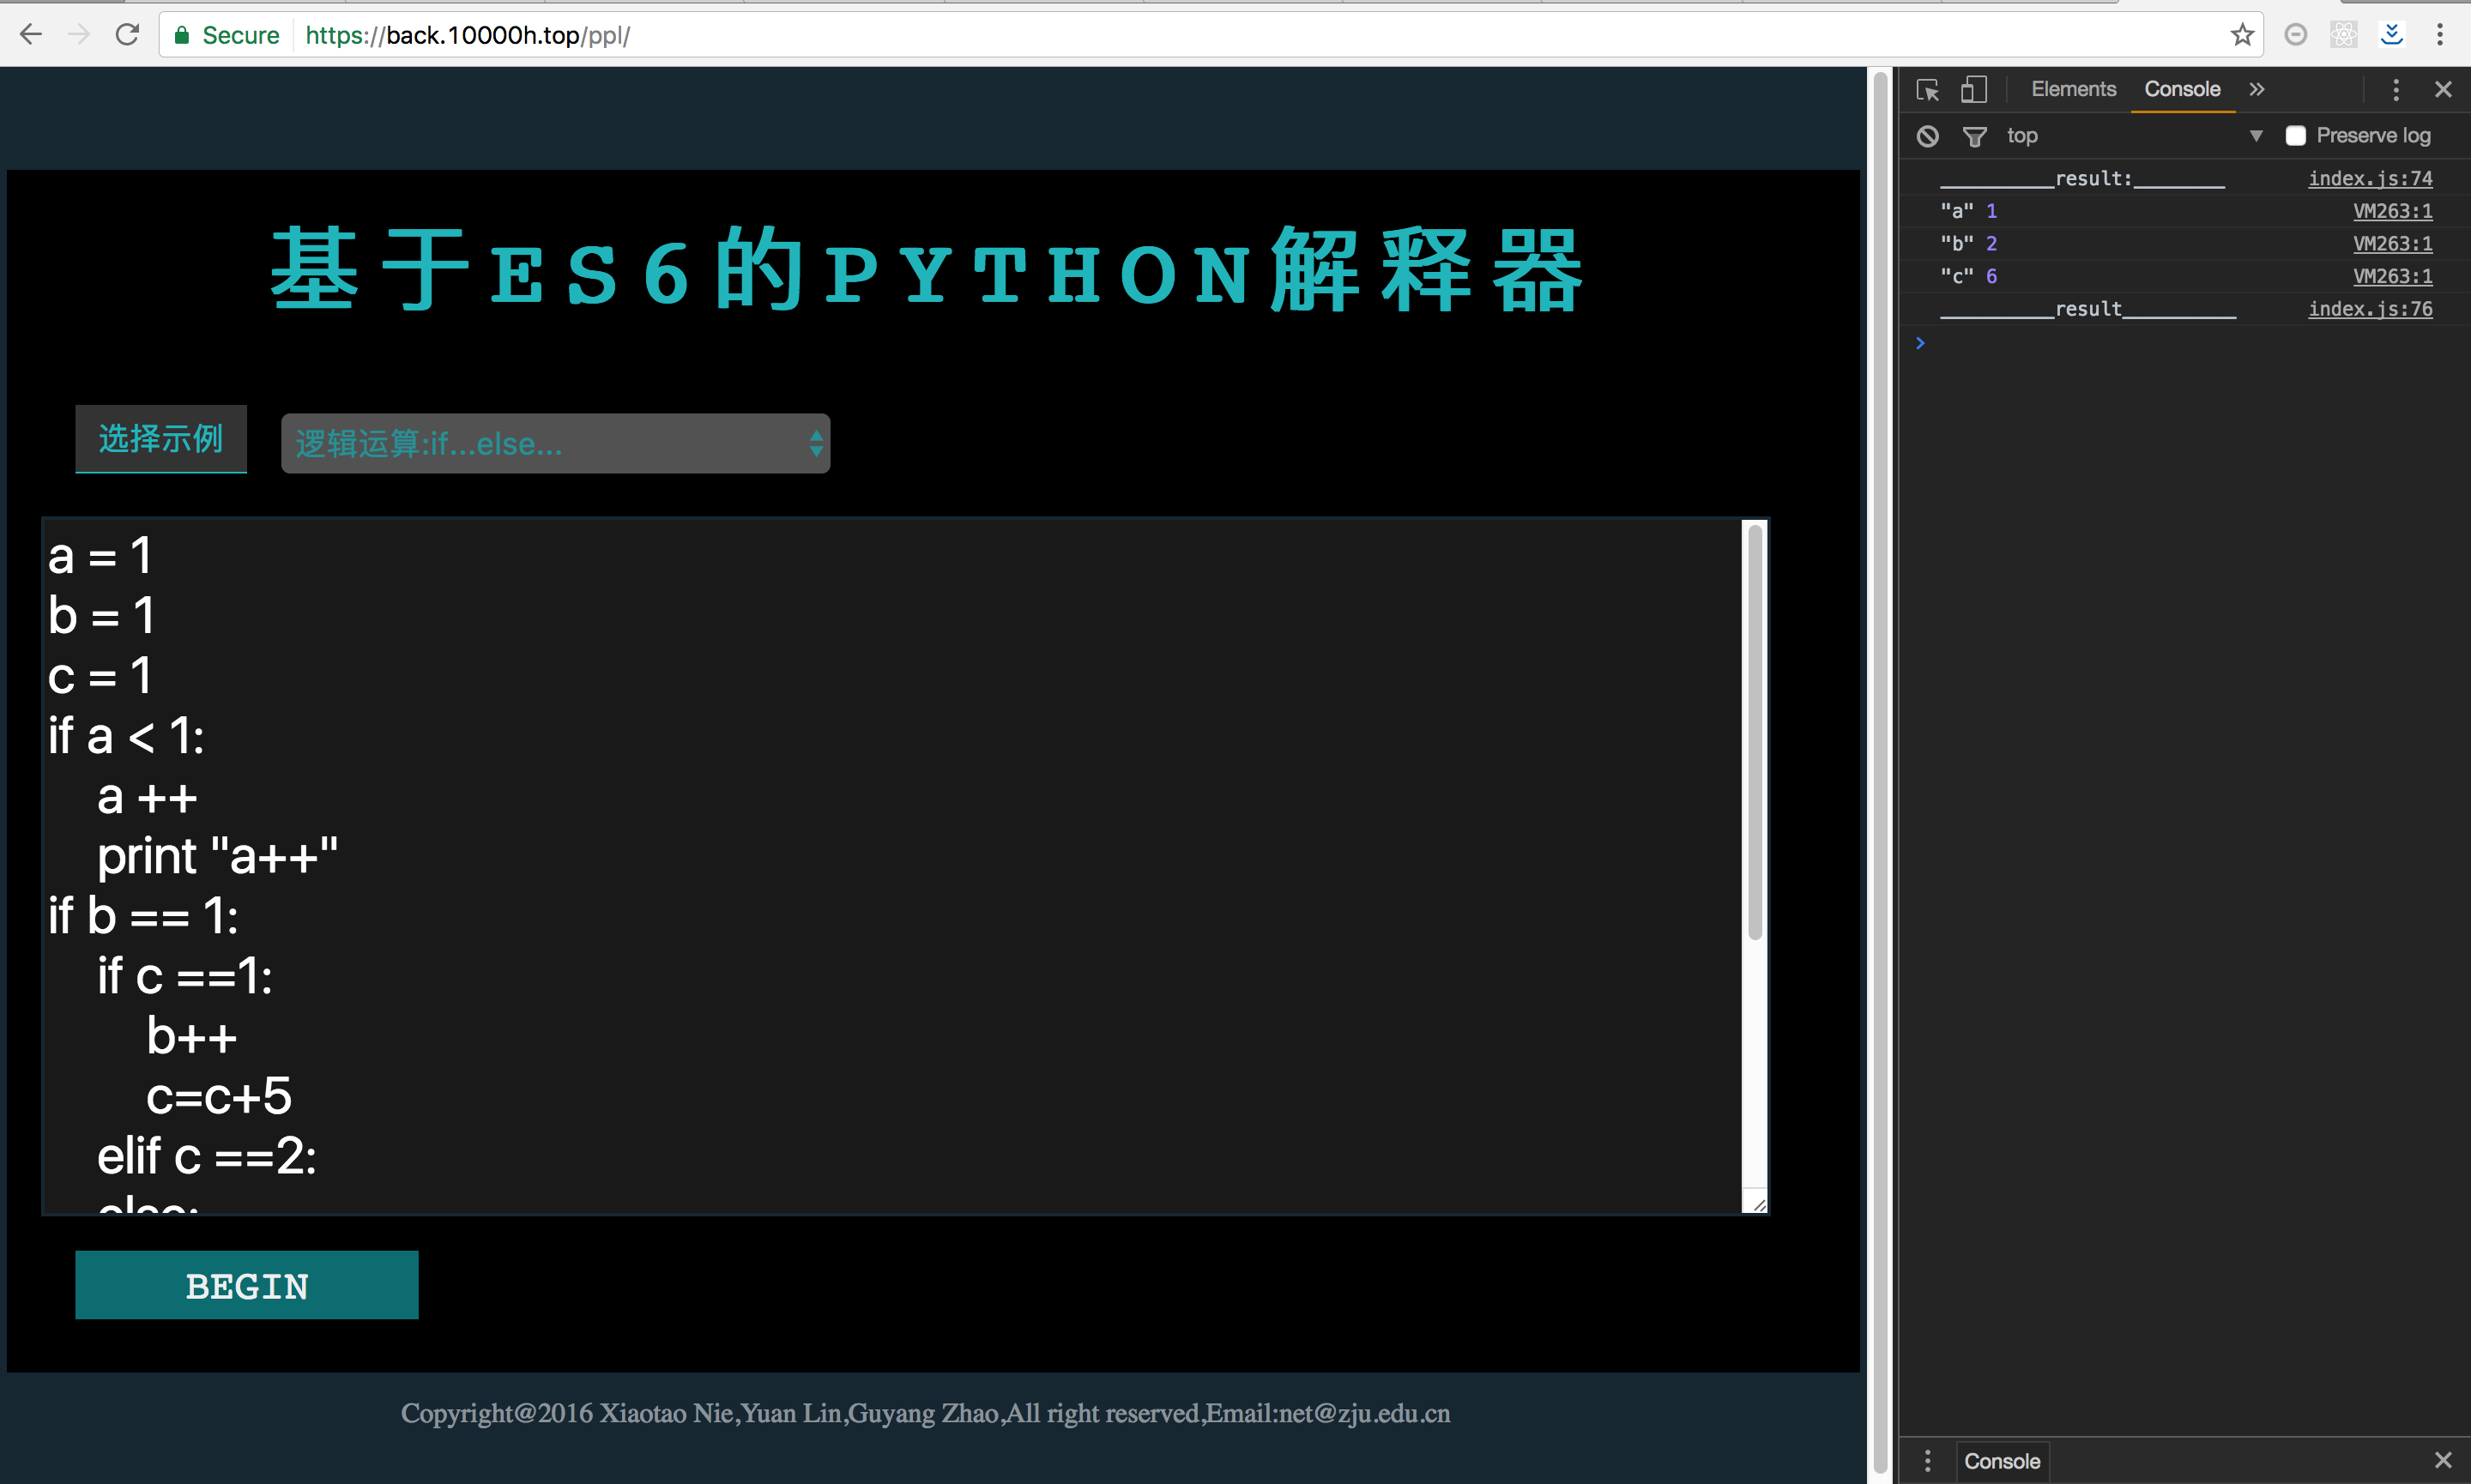 Secure https://back.10000h.top/ppl/
Elements Console
top Preserve log
__________result:________ index.js:74
"a" 1 VM263:1
"b" 2 VM263:1
"c" 6 VM263:1
__________result__________ index.js:76
基于ES6的PYTHON解释器
选择示例 逻辑运算:if...else...
a = 1
b = 1
c = 1
if a < 1:
    a ++
    print "a++"
if b == 1:
    if c ==1:
        b++
        c=c+5
    elif c ==2:
    else:
BEGIN
Copyright@2016 Xiaotao Nie,Yuan Lin,Guyang Zhao,All right reserved,Email:net@zju.edu.cn
Console